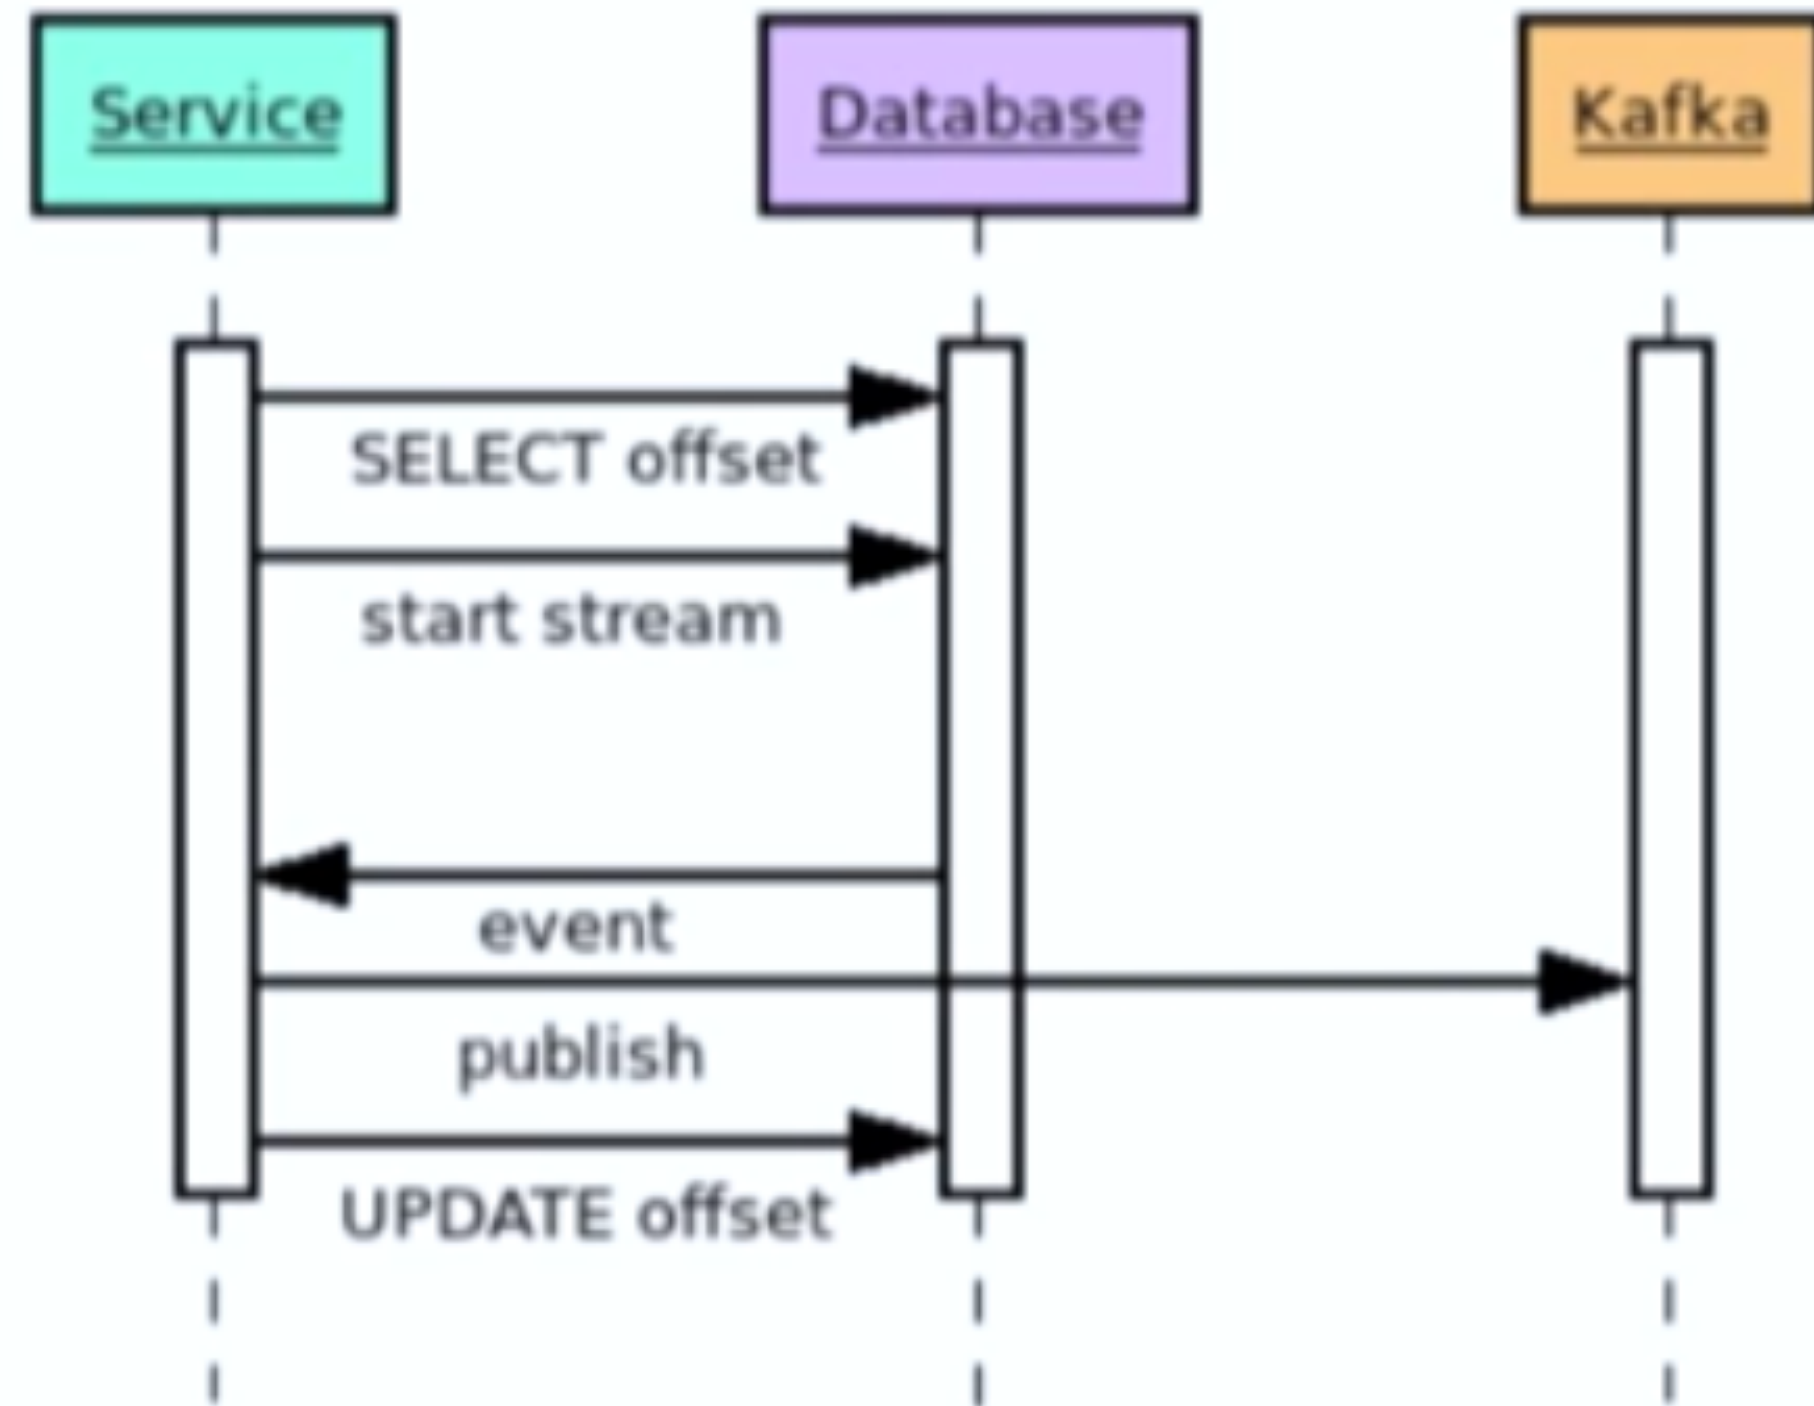 Service
Database
Kafka
SELECT offset
start stream
event
publish
UPDATE offset